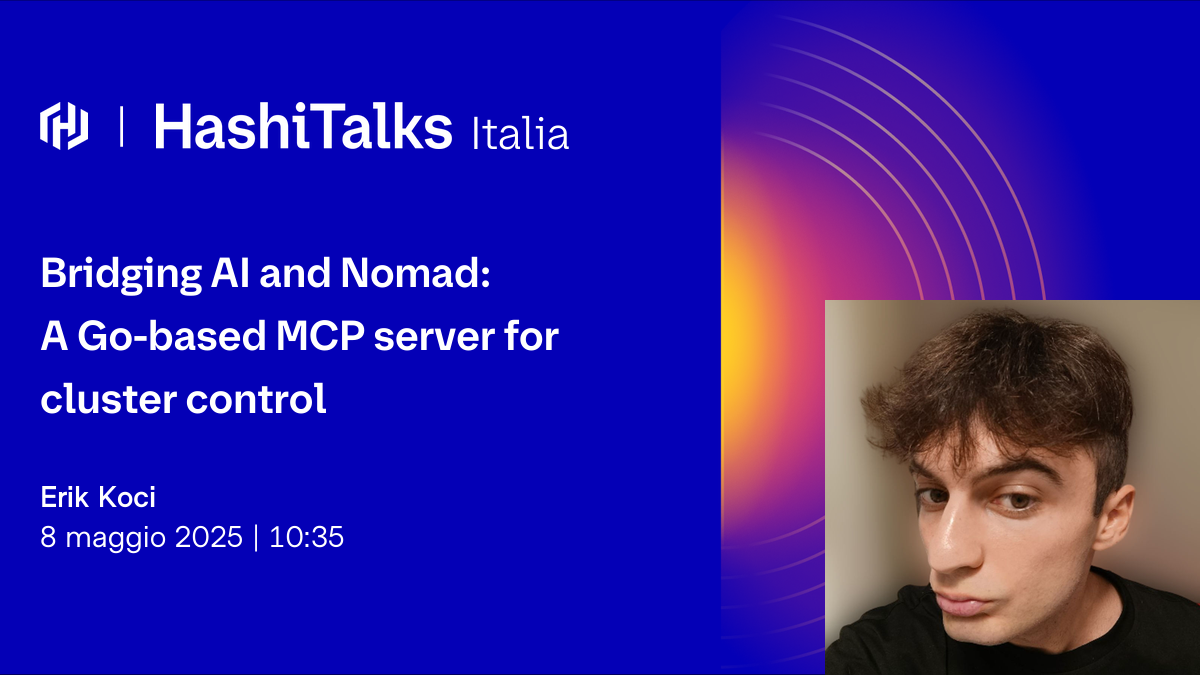 HashiTalks Italia
Bridging AI and Nomad:
A Go-based MCP server for
cluster control
Erik Koci
8 maggio 2025 | 10:35